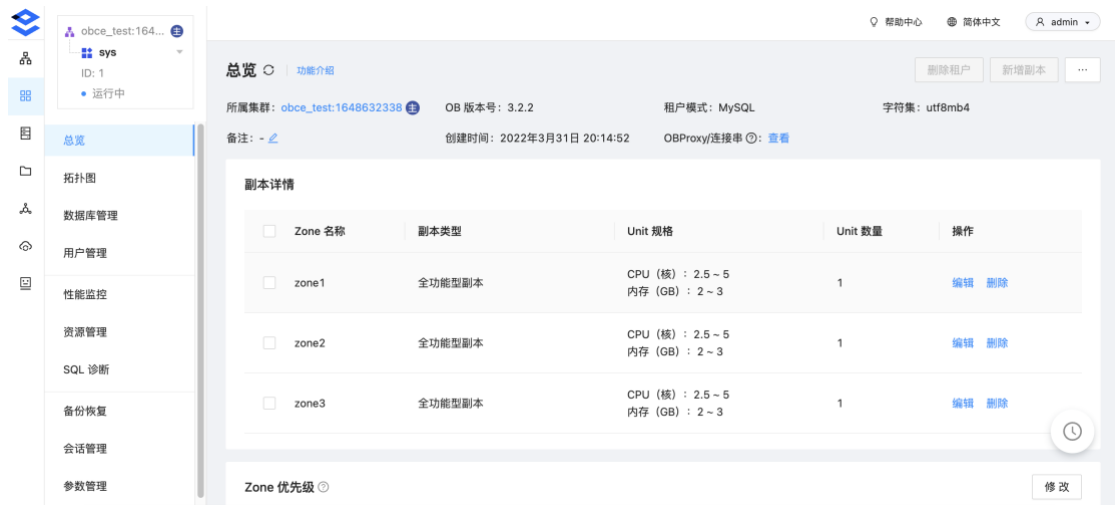 obce_test:164... 主
sys
ID: 1
运行中
总览
拓扑图
数据库管理
用户管理
性能监控
资源管理
SQL 诊断
备份恢复
会话管理
参数管理
帮助中心 简体中文 admin
总览 功能介绍 删除租户 新增副本 ...
所属集群: obce_test:1648632338 主 OB 版本号: 3.2.2 租户模式: MySQL 字符集: utf8mb4
备注: - 创建时间: 2022年3月31日 20:14:52 OBProxy/连接串 ?: 查看
副本详情
Zone 名称 副本类型 Unit 规格 Unit 数量 操作
zone1 全功能型副本 CPU（核）: 2.5 ~ 5 1 编辑 删除
内存（GB）: 2 ~ 3
zone2 全功能型副本 CPU（核）: 2.5 ~ 5 1 编辑 删除
内存（GB）: 2 ~ 3
zone3 全功能型副本 CPU（核）: 2.5 ~ 5 1 编辑 删除
内存（GB）: 2 ~ 3
Zone 优先级 ? 修 改